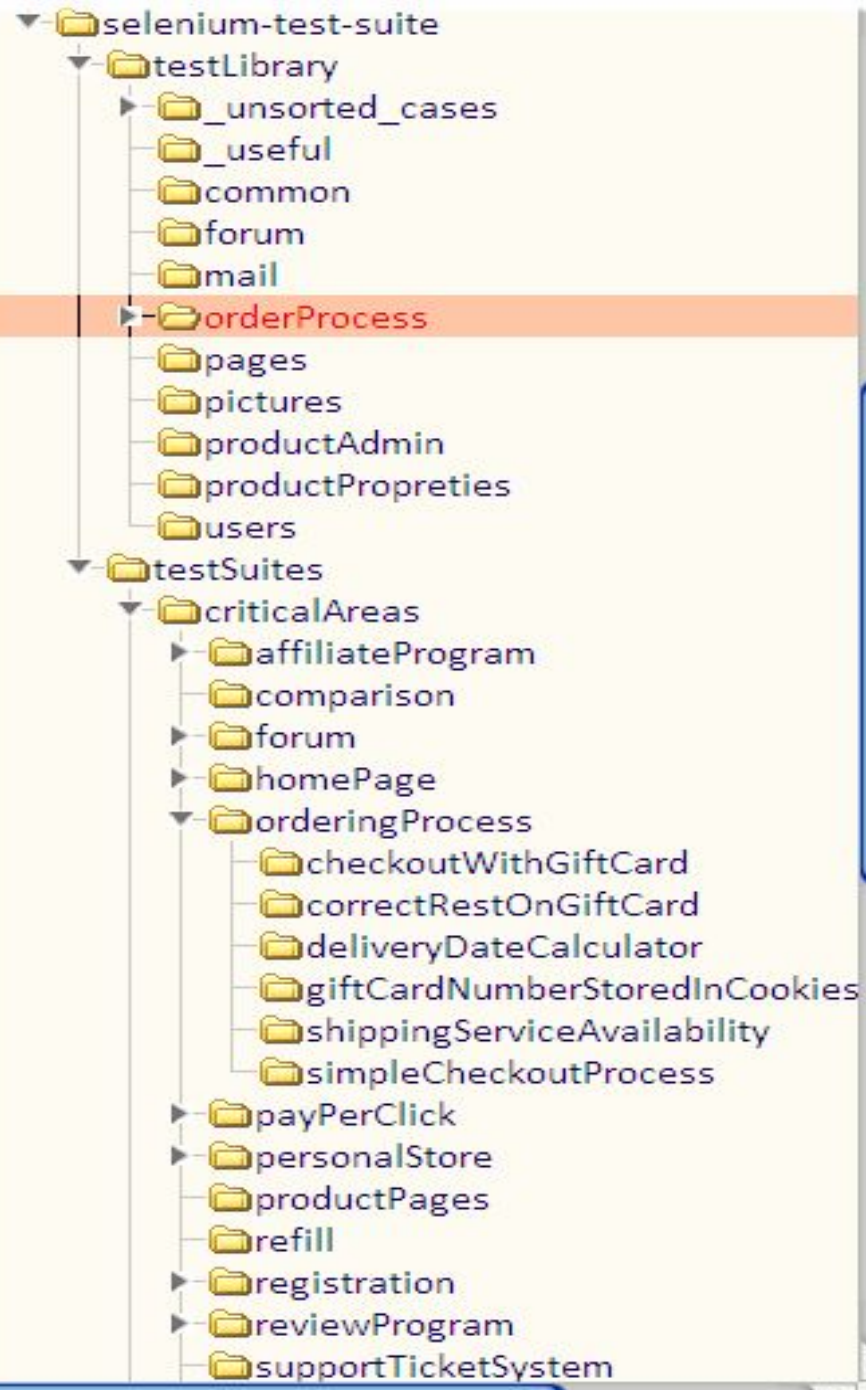 selenium-test-suite
testLibrary
_unsorted_cases
_useful
common
forum
mail
orderProcess
pages
pictures
productAdmin
productPropreties
users
testSuites
criticalAreas
affiliateProgram
comparison
forum
homePage
orderingProcess
checkoutWithGiftCard
correctRestOnGiftCard
deliveryDateCalculator
giftCardNumberStoredInCookies
shippingServiceAvailability
simpleCheckoutProcess
payPerClick
personalStore
productPages
refill
registration
reviewProgram
supportTicketSystem